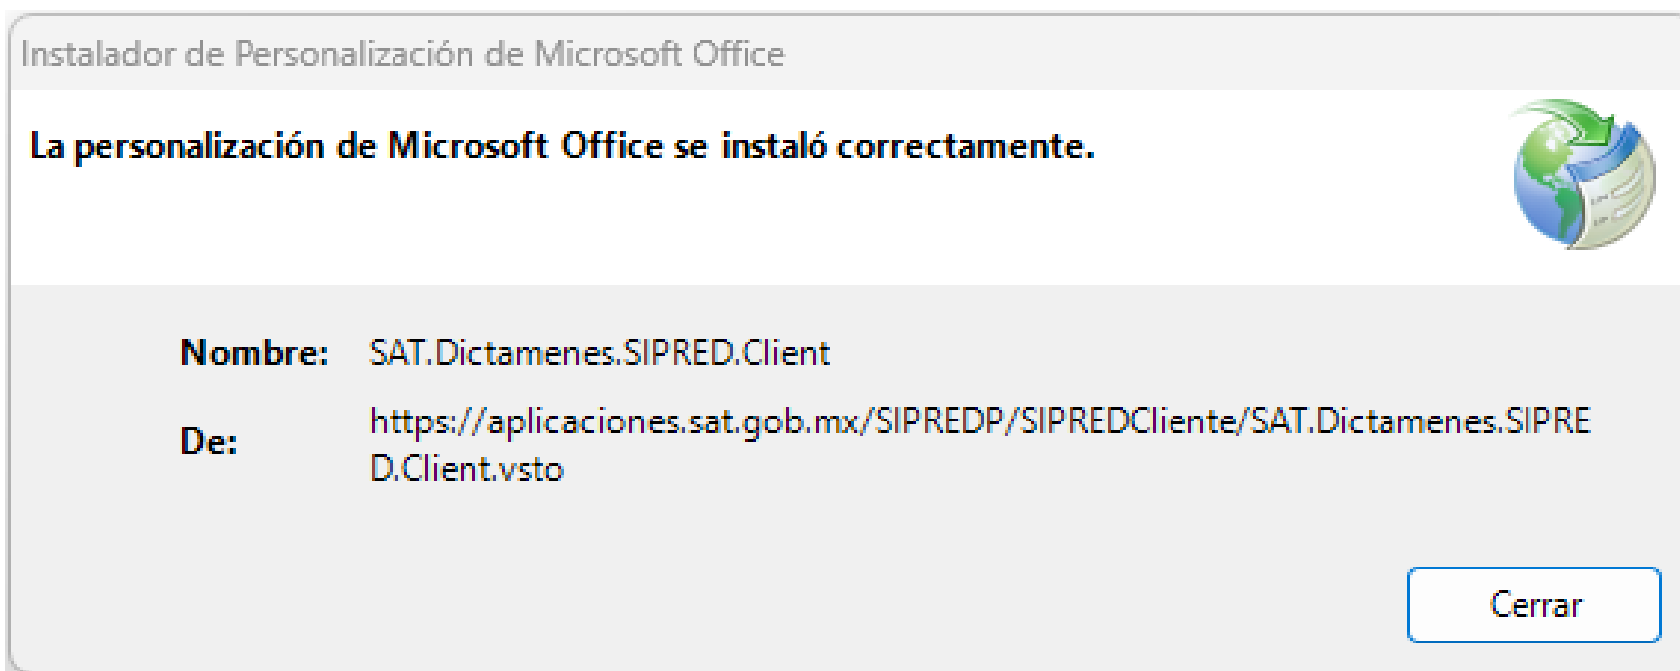 Instalador de Personalización de Microsoft Office
La personalización de Microsoft Office se instaló correctamente.
Nombre: SAT.Dictamenes.SIPRED.Client
De: https://aplicaciones.sat.gob.mx/SIPREDP/SIPREDCliente/SAT.Dictamenes.SIPRE
D.Client.vsto
Cerrar